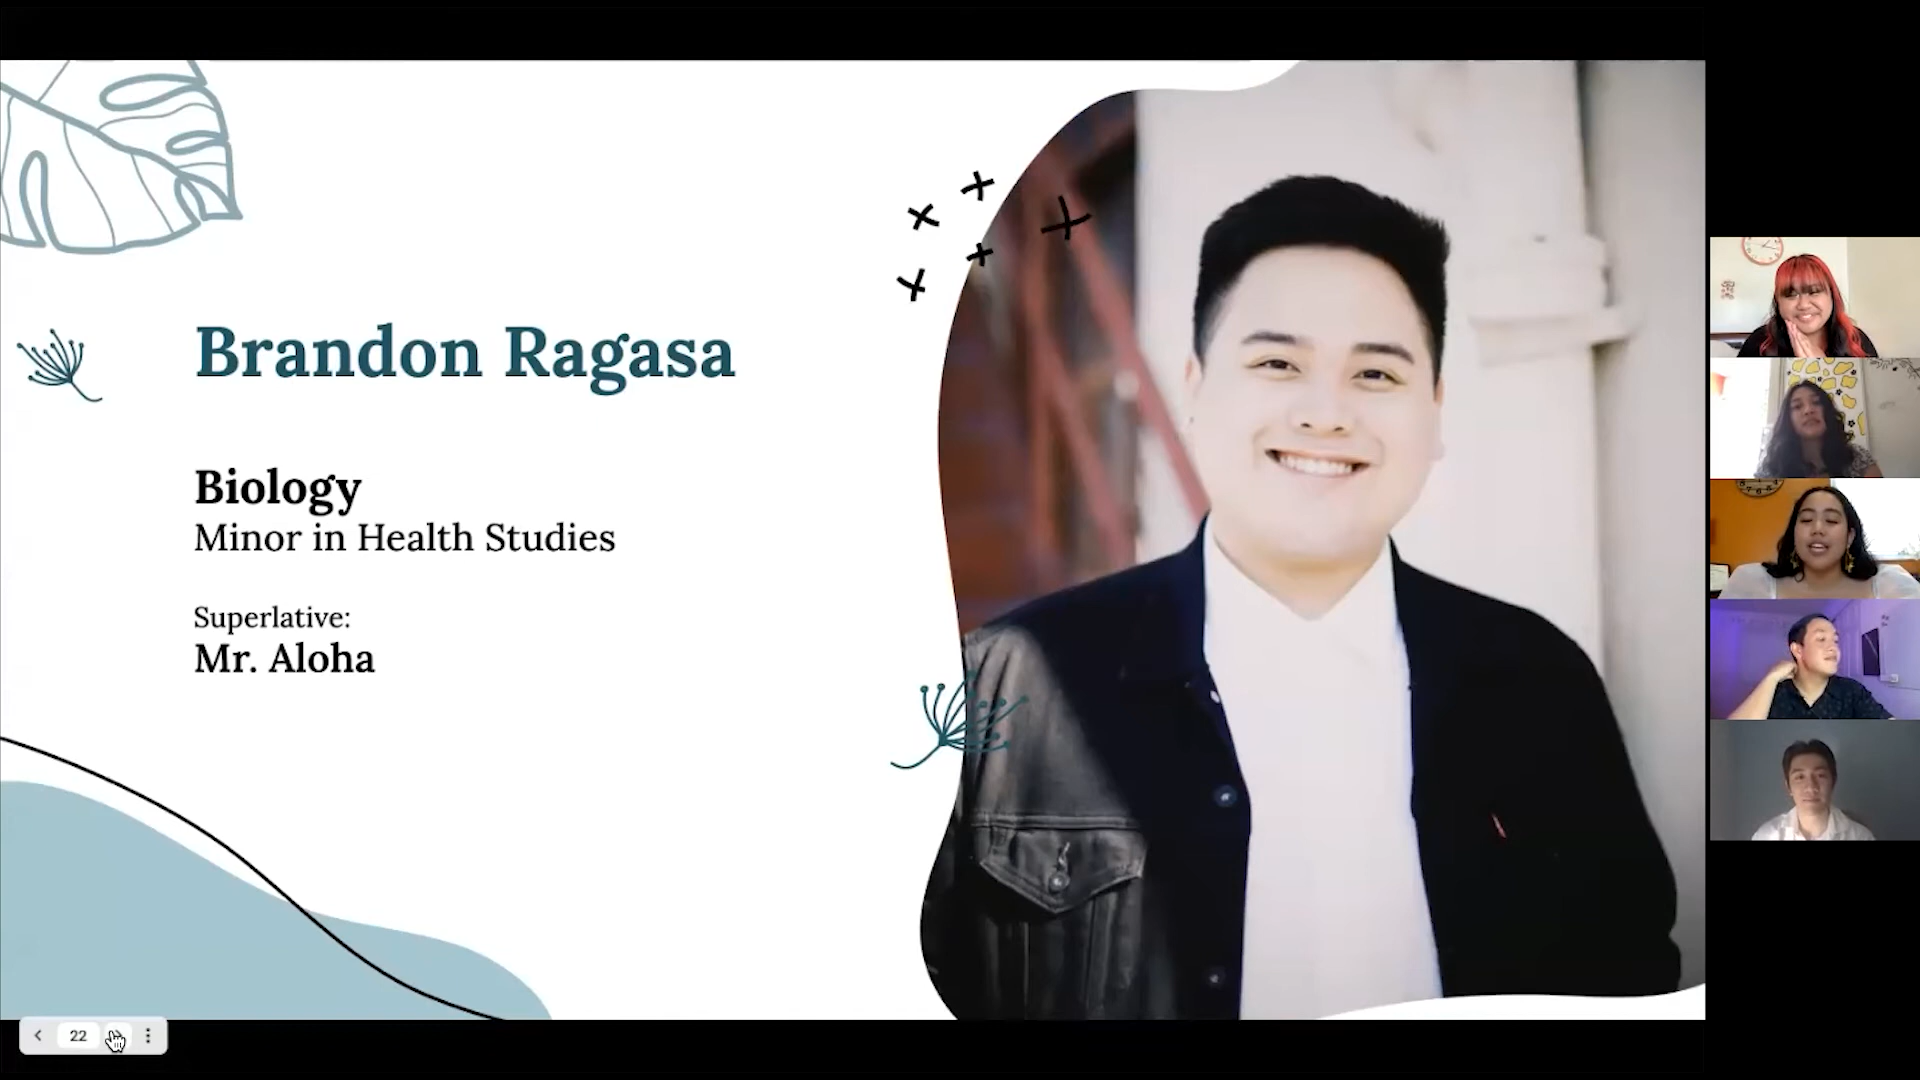 Brandon Ragasa
Biology
Minor in Health Studies
Superlative:
Mr. Aloha
22